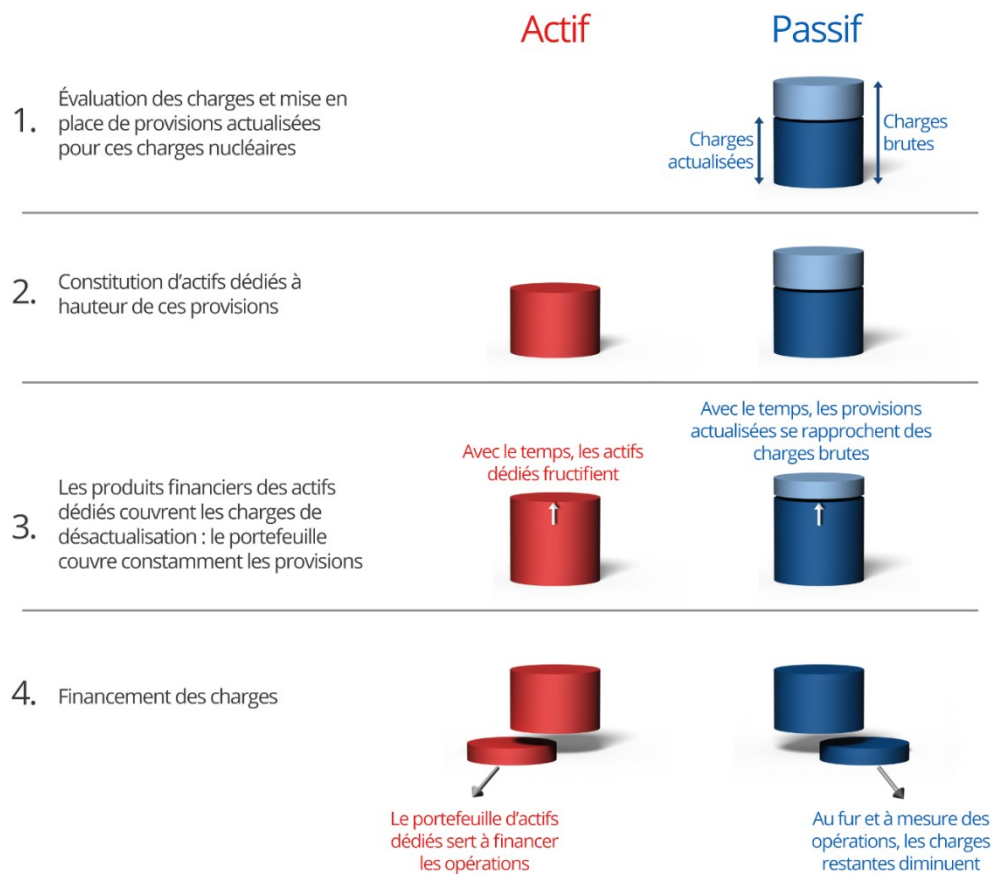 Actif
Passif
1.
Évaluation des charges et mise en
place de provisions actualisées
pour ces charges nucléaires
Charges
actualisées
Charges
brutes
2.
Constitution d'actifs dédiés à
hauteur de ces provisions
3.
Les produits financiers des actifs
dédiés couvrent les charges de
désactualisation : le portefeuille
couvre constamment les provisions
Avec le temps, les actifs
dédiés fructifient
Avec le temps, les provisions
actualisées se rapprochent des
charges brutes
4.
Financement des charges
Le portefeuille d'actifs
dédiés sert à financer
les opérations
Au fur et à mesure des
opérations, les charges
restantes diminuent